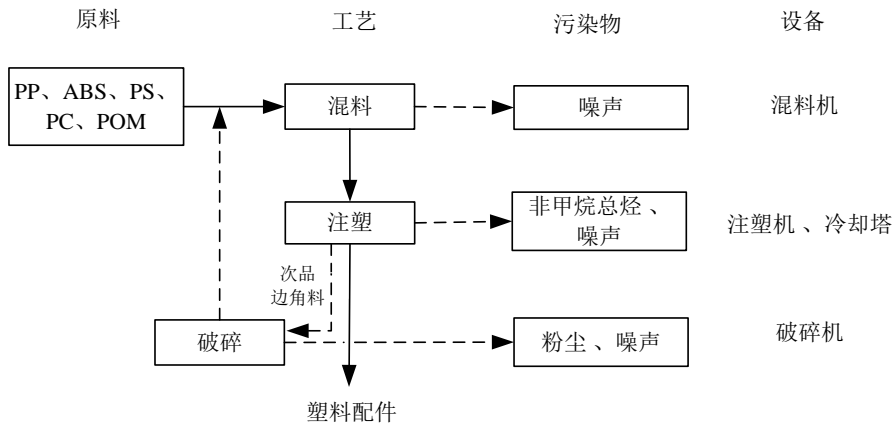 原料 工艺 污染物 设备
PP、ABS、PS、
PC、POM
混料
噪声
混料机
注塑
非甲烷总烃 、
噪声
注塑机 、冷却塔
次品
边角料
破碎
粉尘 、噪声
破碎机
塑料配件